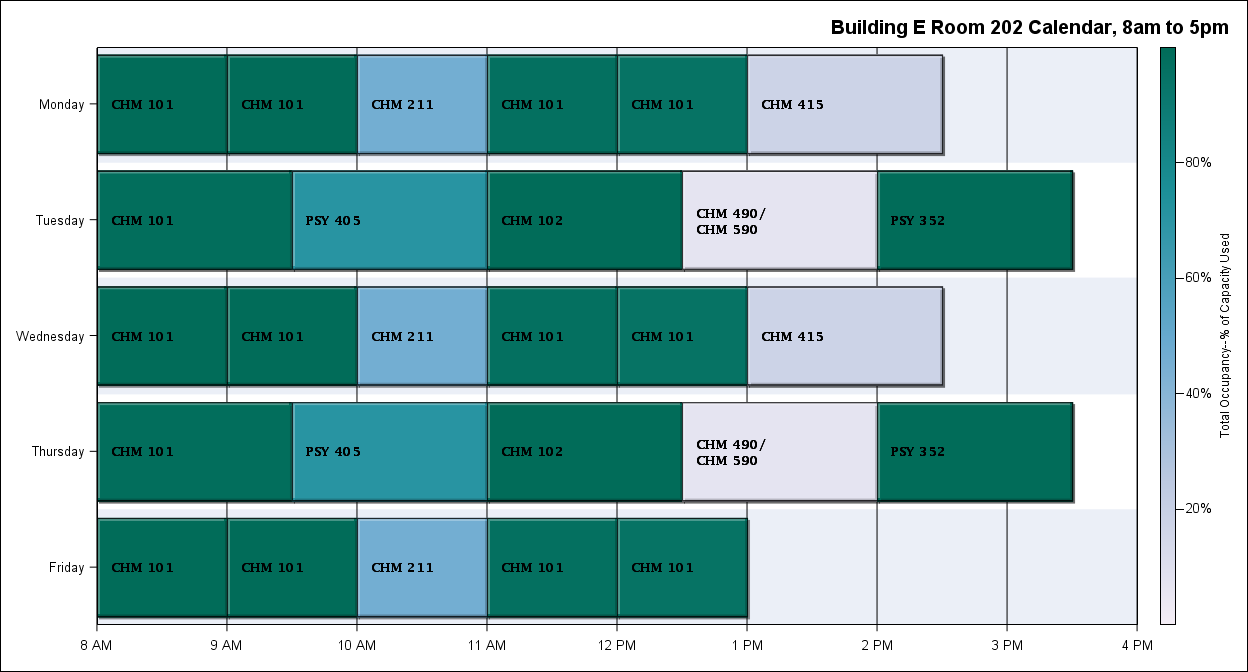 Building E Room 202 Calendar, 8am to 5pm
Monday
CHM 101
CHM 101
CHM 211
CHM 101
CHM 101
CHM 415
Tuesday
CHM 101
PSY 405
CHM 102
CHM 490/
CHM 590
PSY 352
Wednesday
CHM 101
CHM 101
CHM 211
CHM 101
CHM 101
CHM 415
Thursday
CHM 101
PSY 405
CHM 102
CHM 490/
CHM 590
PSY 352
Friday
CHM 101
CHM 101
CHM 211
CHM 101
CHM 101
8 AM
9 AM
10 AM
11 AM
12 PM
1 PM
2 PM
3 PM
4 PM
80%
60%
40%
20%
Total Occupancy--% of Capacity Used